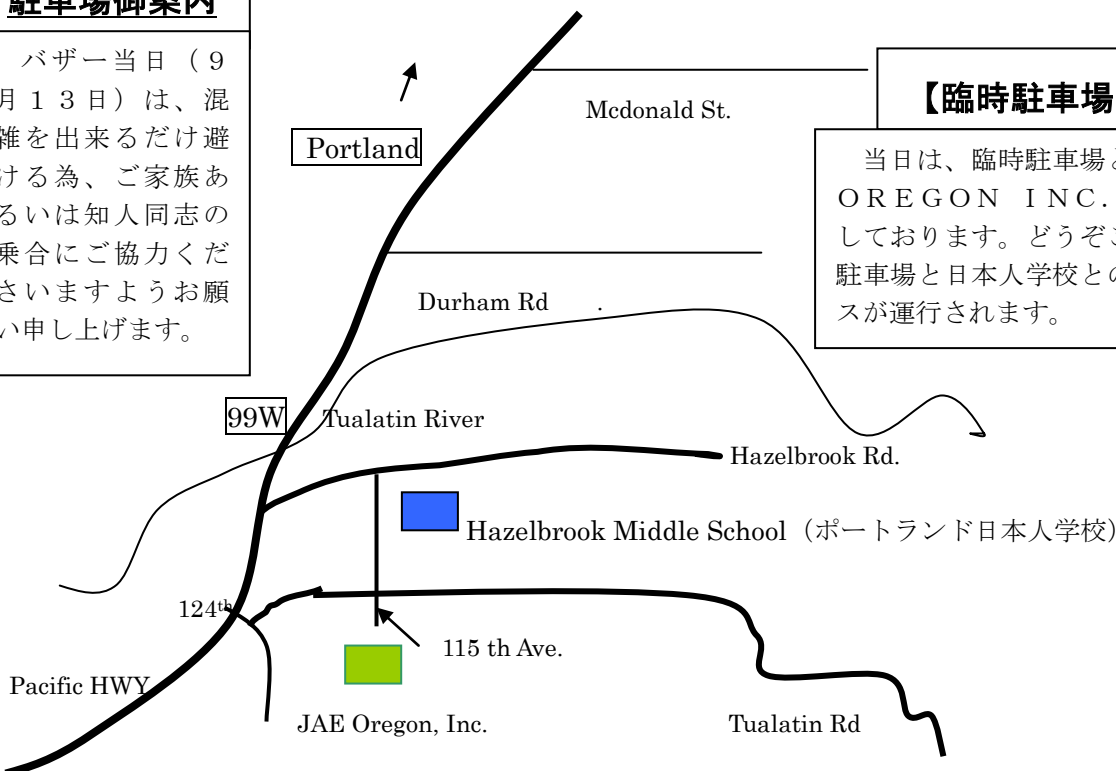 駐車場御案内
バザー当日（９
月１３日）は、混
雑を出来るだけ避
ける為、ご家族あ
るいは知人同志の
乗合にご協力くだ
さいますようお願
い申し上げます。
Portland
Mcdonald St.
【臨時駐車場
当日は、臨時駐車場と
ＯＲＥＧＯＮ ＩＮＣ．
しております。どうぞご
駐車場と日本人学校との
スが運行されます。
Durham Rd .
99W
Tualatin River
Hazelbrook Rd.
Hazelbrook Middle School（ポートランド日本人学校）
124th
115 th Ave.
Pacific HWY
JAE Oregon, Inc.
Tualatin Rd